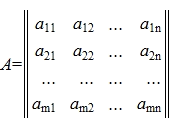 a11 a12 ... a1n
a21 a22 ... a2n
A=
... ... ... ...
am1 am2 ... amn